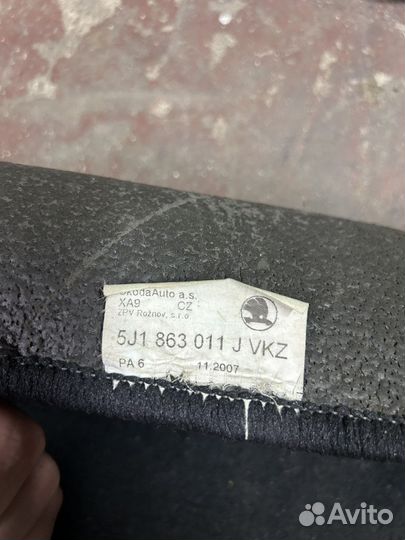 ŠkodaAuto a.s.
XA9 CZ
ZPV Rožnov, s.r.o.
5J1 863 011 J VKZ
PA 6 11.2007
Avito